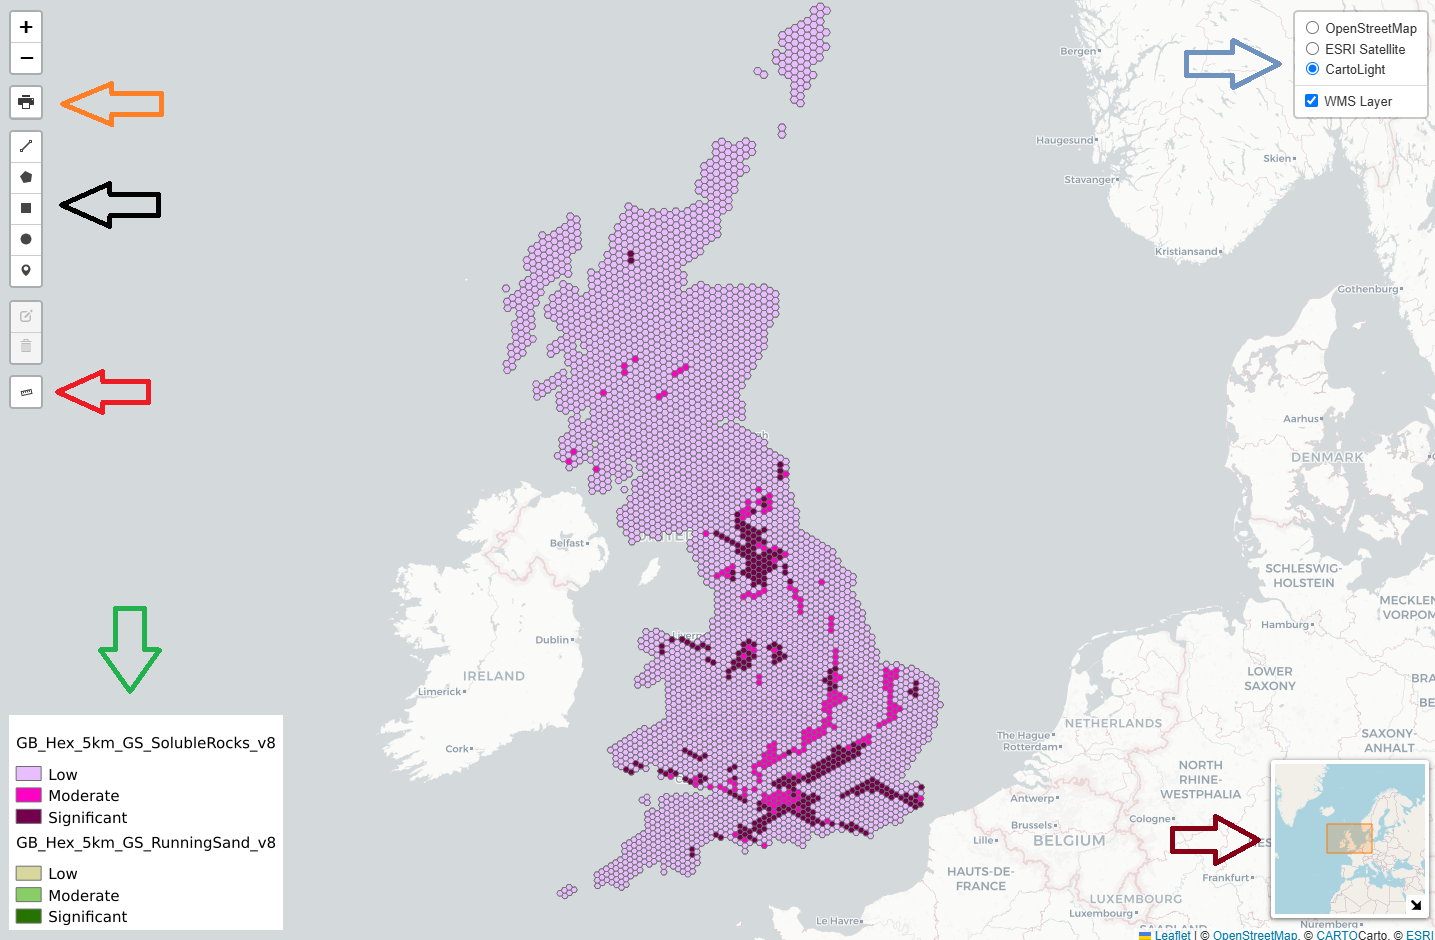 +
−
OpenStreetMap
ESRI Satellite
CartoLight
WMS Layer
Bergen
Haugesund
Skien
Stavanger
Kristiansand
Gothenburg
Aarhus
DENMARK
Belfast
SCHLESWIG-
HOLSTEIN
MECKLEN
VORPOM
Hamburg
Dublin
IRELAND
Limerick
Cork
LOWER
SAXONY
BRA
BE
NETHERLANDS
The Hague
Rotterdam
SAXONY-
ANHALT
NORTH
RHINE-
WESTPHALIA
Antwerp
Brussels
Cologne
Lille
BELGIUM
ES
HAUTS-DE-
FRANCE
Frankfurt
LUXEMBOURG
Luxembourg
Le Havre
Nuremberg
GB_Hex_5km_GS_SolubleRocks_v8
Low
Moderate
Significant
GB_Hex_5km_GS_RunningSand_v8
Low
Moderate
Significant
Leaflet | © OpenStreetMap, © CARTOCarto, © ESRI